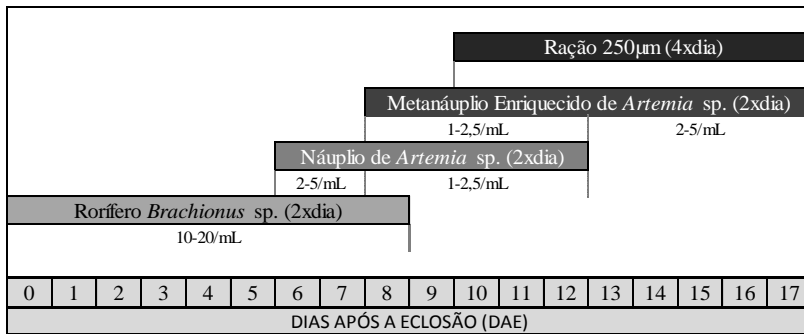 Ração 250µm (4xdia)
Metanáuplio Enriquecido de Artemia sp. (2xdia)
1-2,5/mL 2-5/mL
Náuplio de Artemia sp. (2xdia)
2-5/mL 1-2,5/mL
Rorífero Brachionus sp. (2xdia)
10-20/mL
0 1 2 3 4 5 6 7 8 9 10 11 12 13 14 15 16 17
DIAS APÓS A ECLOSÃO (DAE)